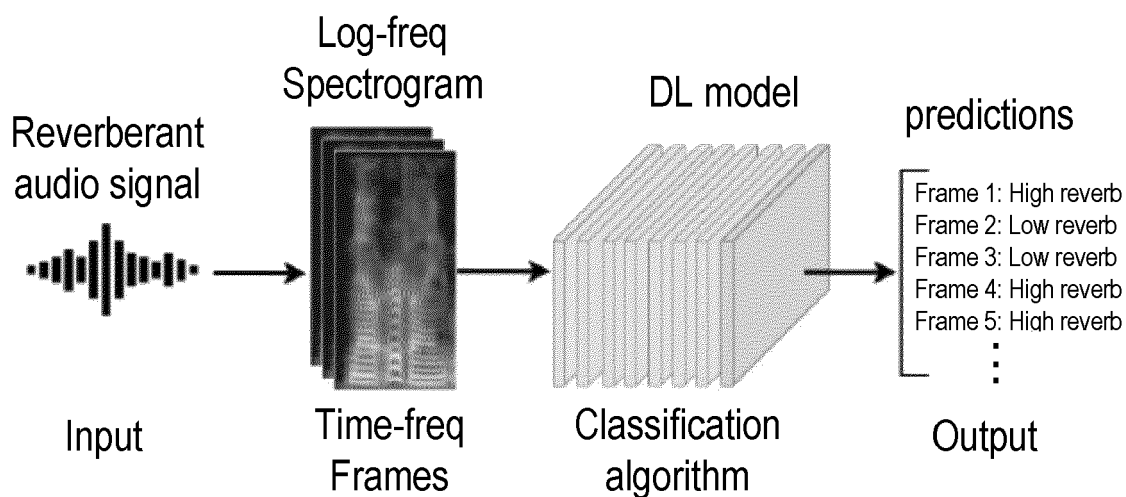 Reverberant
audio signal
Input
Log-freq
Spectrogram
Time-freq
Frames
DL model
Classification
algorithm
predictions
Frame 1: High reverb
Frame 2: Low reverb
Frame 3: Low reverb
Frame 4: High reverb
Frame 5: High reverb
Output